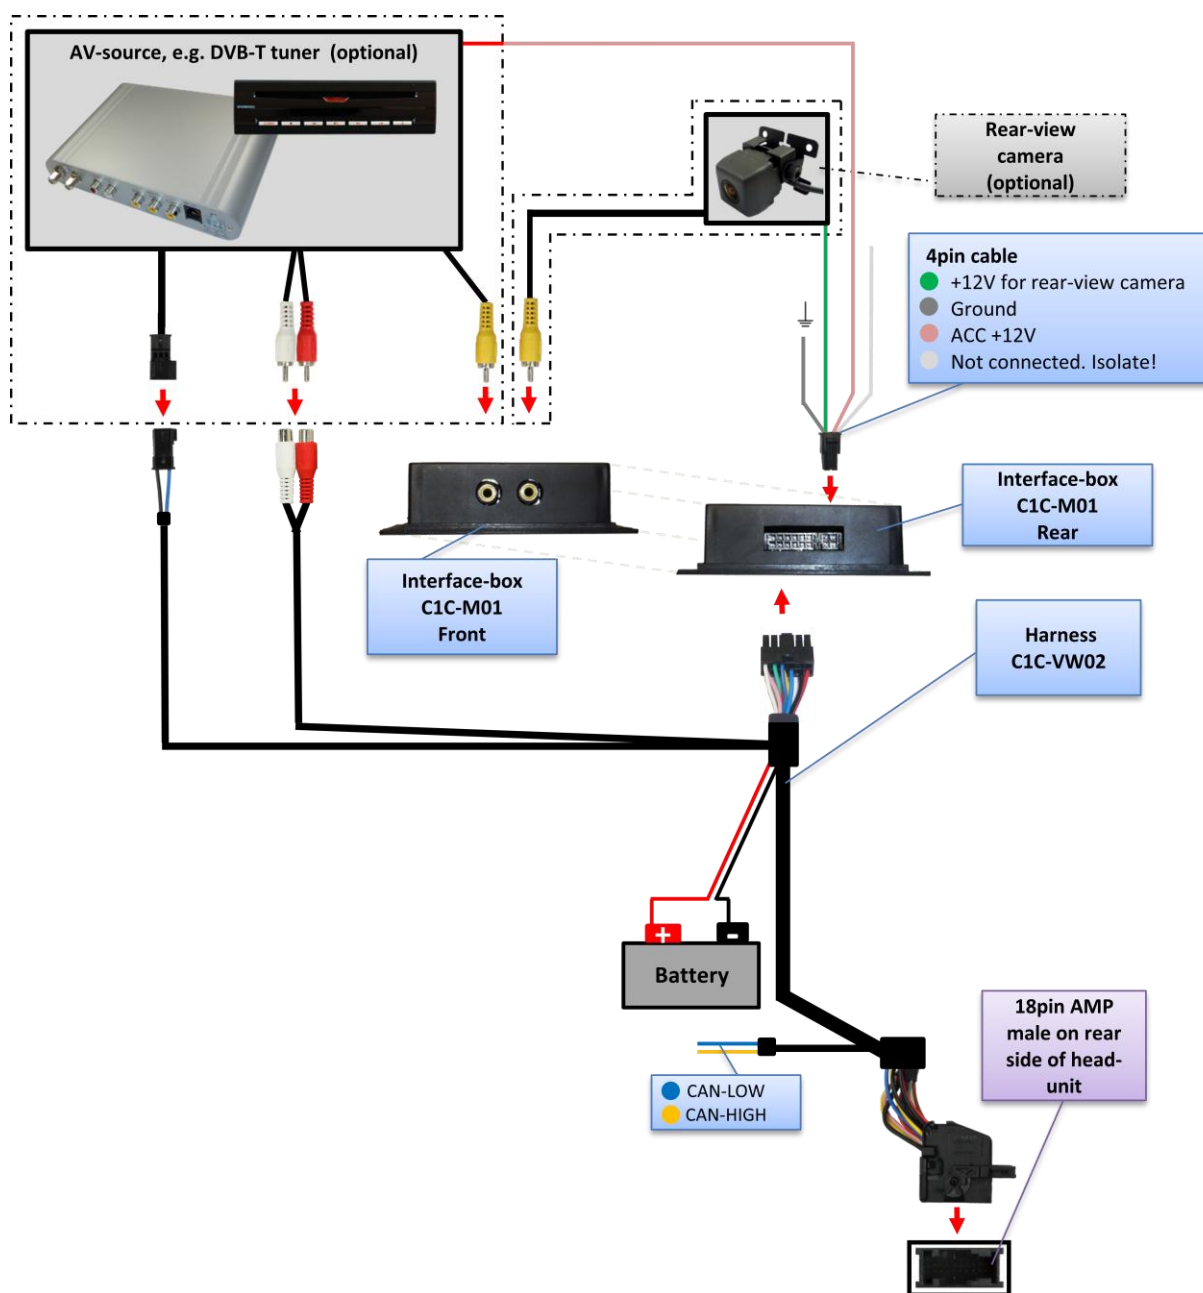 AV-source, e.g. DVB-T tuner (optional)
Rear-view
camera
(optional)
4pin cable
+12V for rear-view camera
Ground
ACC +12V
Not connected. Isolate!
Interface-box
C1C-M01
Rear
Interface-box
C1C-M01
Front
Harness
C1C-VW02
+ -
Battery
18pin AMP
male on rear
side of head-
unit
CAN-LOW
CAN-HIGH